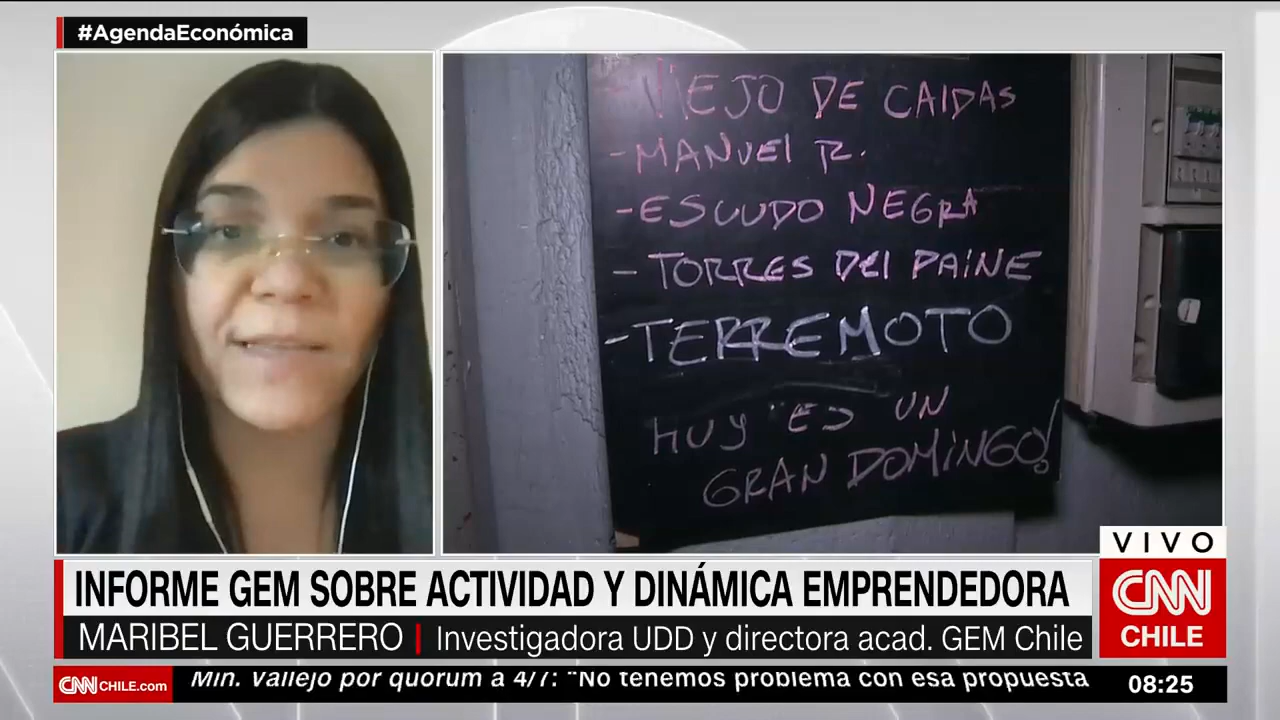 #AgendaEconómica
VIEJO DE CAIDAS
-MANUEL R.
-ESCUDO NEGRA
-TORRES DEL PAINE
-TERREMOTO
HUY ES UN
GRAN DOMINGO!
VIVO
CNN
CHILE
INFORME GEM SOBRE ACTIVIDAD Y DINÁMICA EMPRENDEDORA
MARIBEL GUERRERO | Investigadora UDD y directora acad. GEM Chile
CNNCHILE.com
Min. Vallejo por quorum a 4/7: "No tenemos problema con esa propuesta
08:25